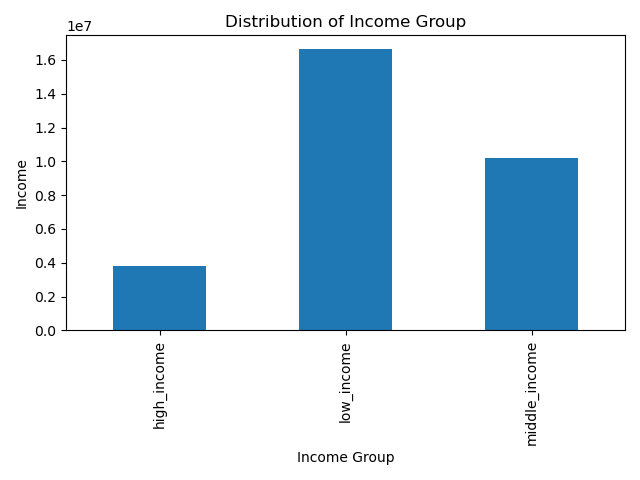 Distribution of Income Group
1e7
1.6
1.4
1.2
1.0
0.8
0.6
0.4
0.2
0.0
Income
high_income
low_income
middle_income
Income Group